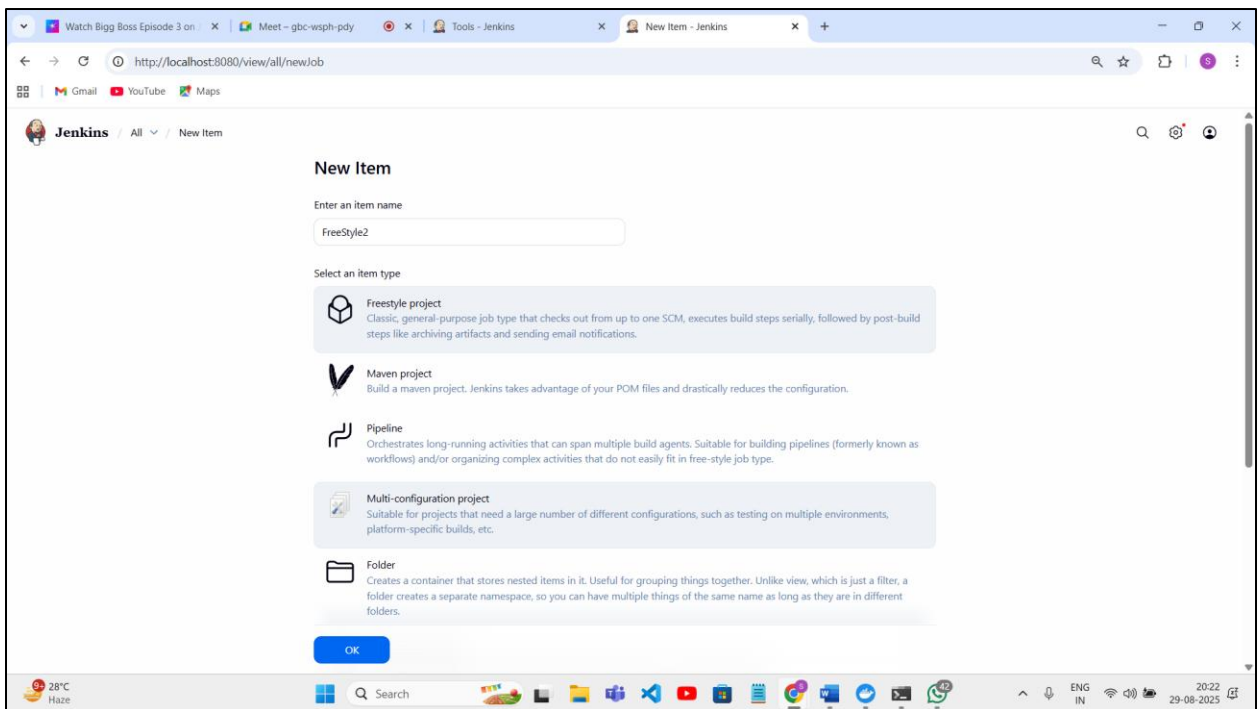 Watch Bigg Boss Episode 3 on J
Meet – gbc-wsph-pdy
Tools - Jenkins
New Item - Jenkins
http://localhost:8080/view/all/newJob
S
Gmail
YouTube
Maps
Jenkins / All / New Item
New Item
Enter an item name
FreeStyle2
Select an item type
Freestyle project
Classic, general-purpose job type that checks out from up to one SCM, executes build steps serially, followed by post-build
steps like archiving artifacts and sending email notifications.
Maven project
Build a maven project. Jenkins takes advantage of your POM files and drastically reduces the configuration.
Pipeline
Orchestrates long-running activities that can span multiple build agents. Suitable for building pipelines (formerly known as
workflows) and/or organizing complex activities that do not easily fit in free-style job type.
Multi-configuration project
Suitable for projects that need a large number of different configurations, such as testing on multiple environments,
platform-specific builds, etc.
Folder
Creates a container that stores nested items in it. Useful for grouping things together. Unlike view, which is just a filter, a
folder creates a separate namespace, so you can have multiple things of the same name as long as they are in different
folders.
OK
9+
28°C
Haze
Search
42
ENG
IN
20:22
29-08-2025